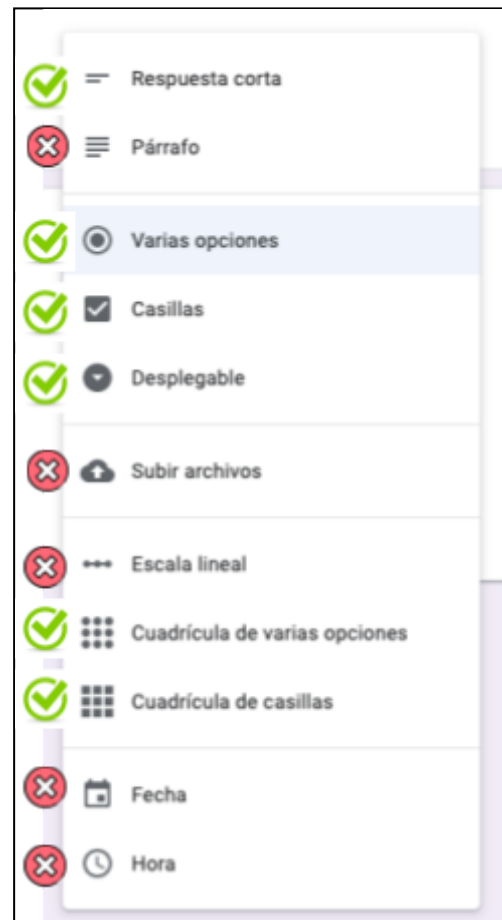 Respuesta corta
Párrafo
Varias opciones
Casillas
Desplegable
Subir archivos
Escala lineal
Cuadrícula de varias opciones
Cuadrícula de casillas
Fecha
Hora